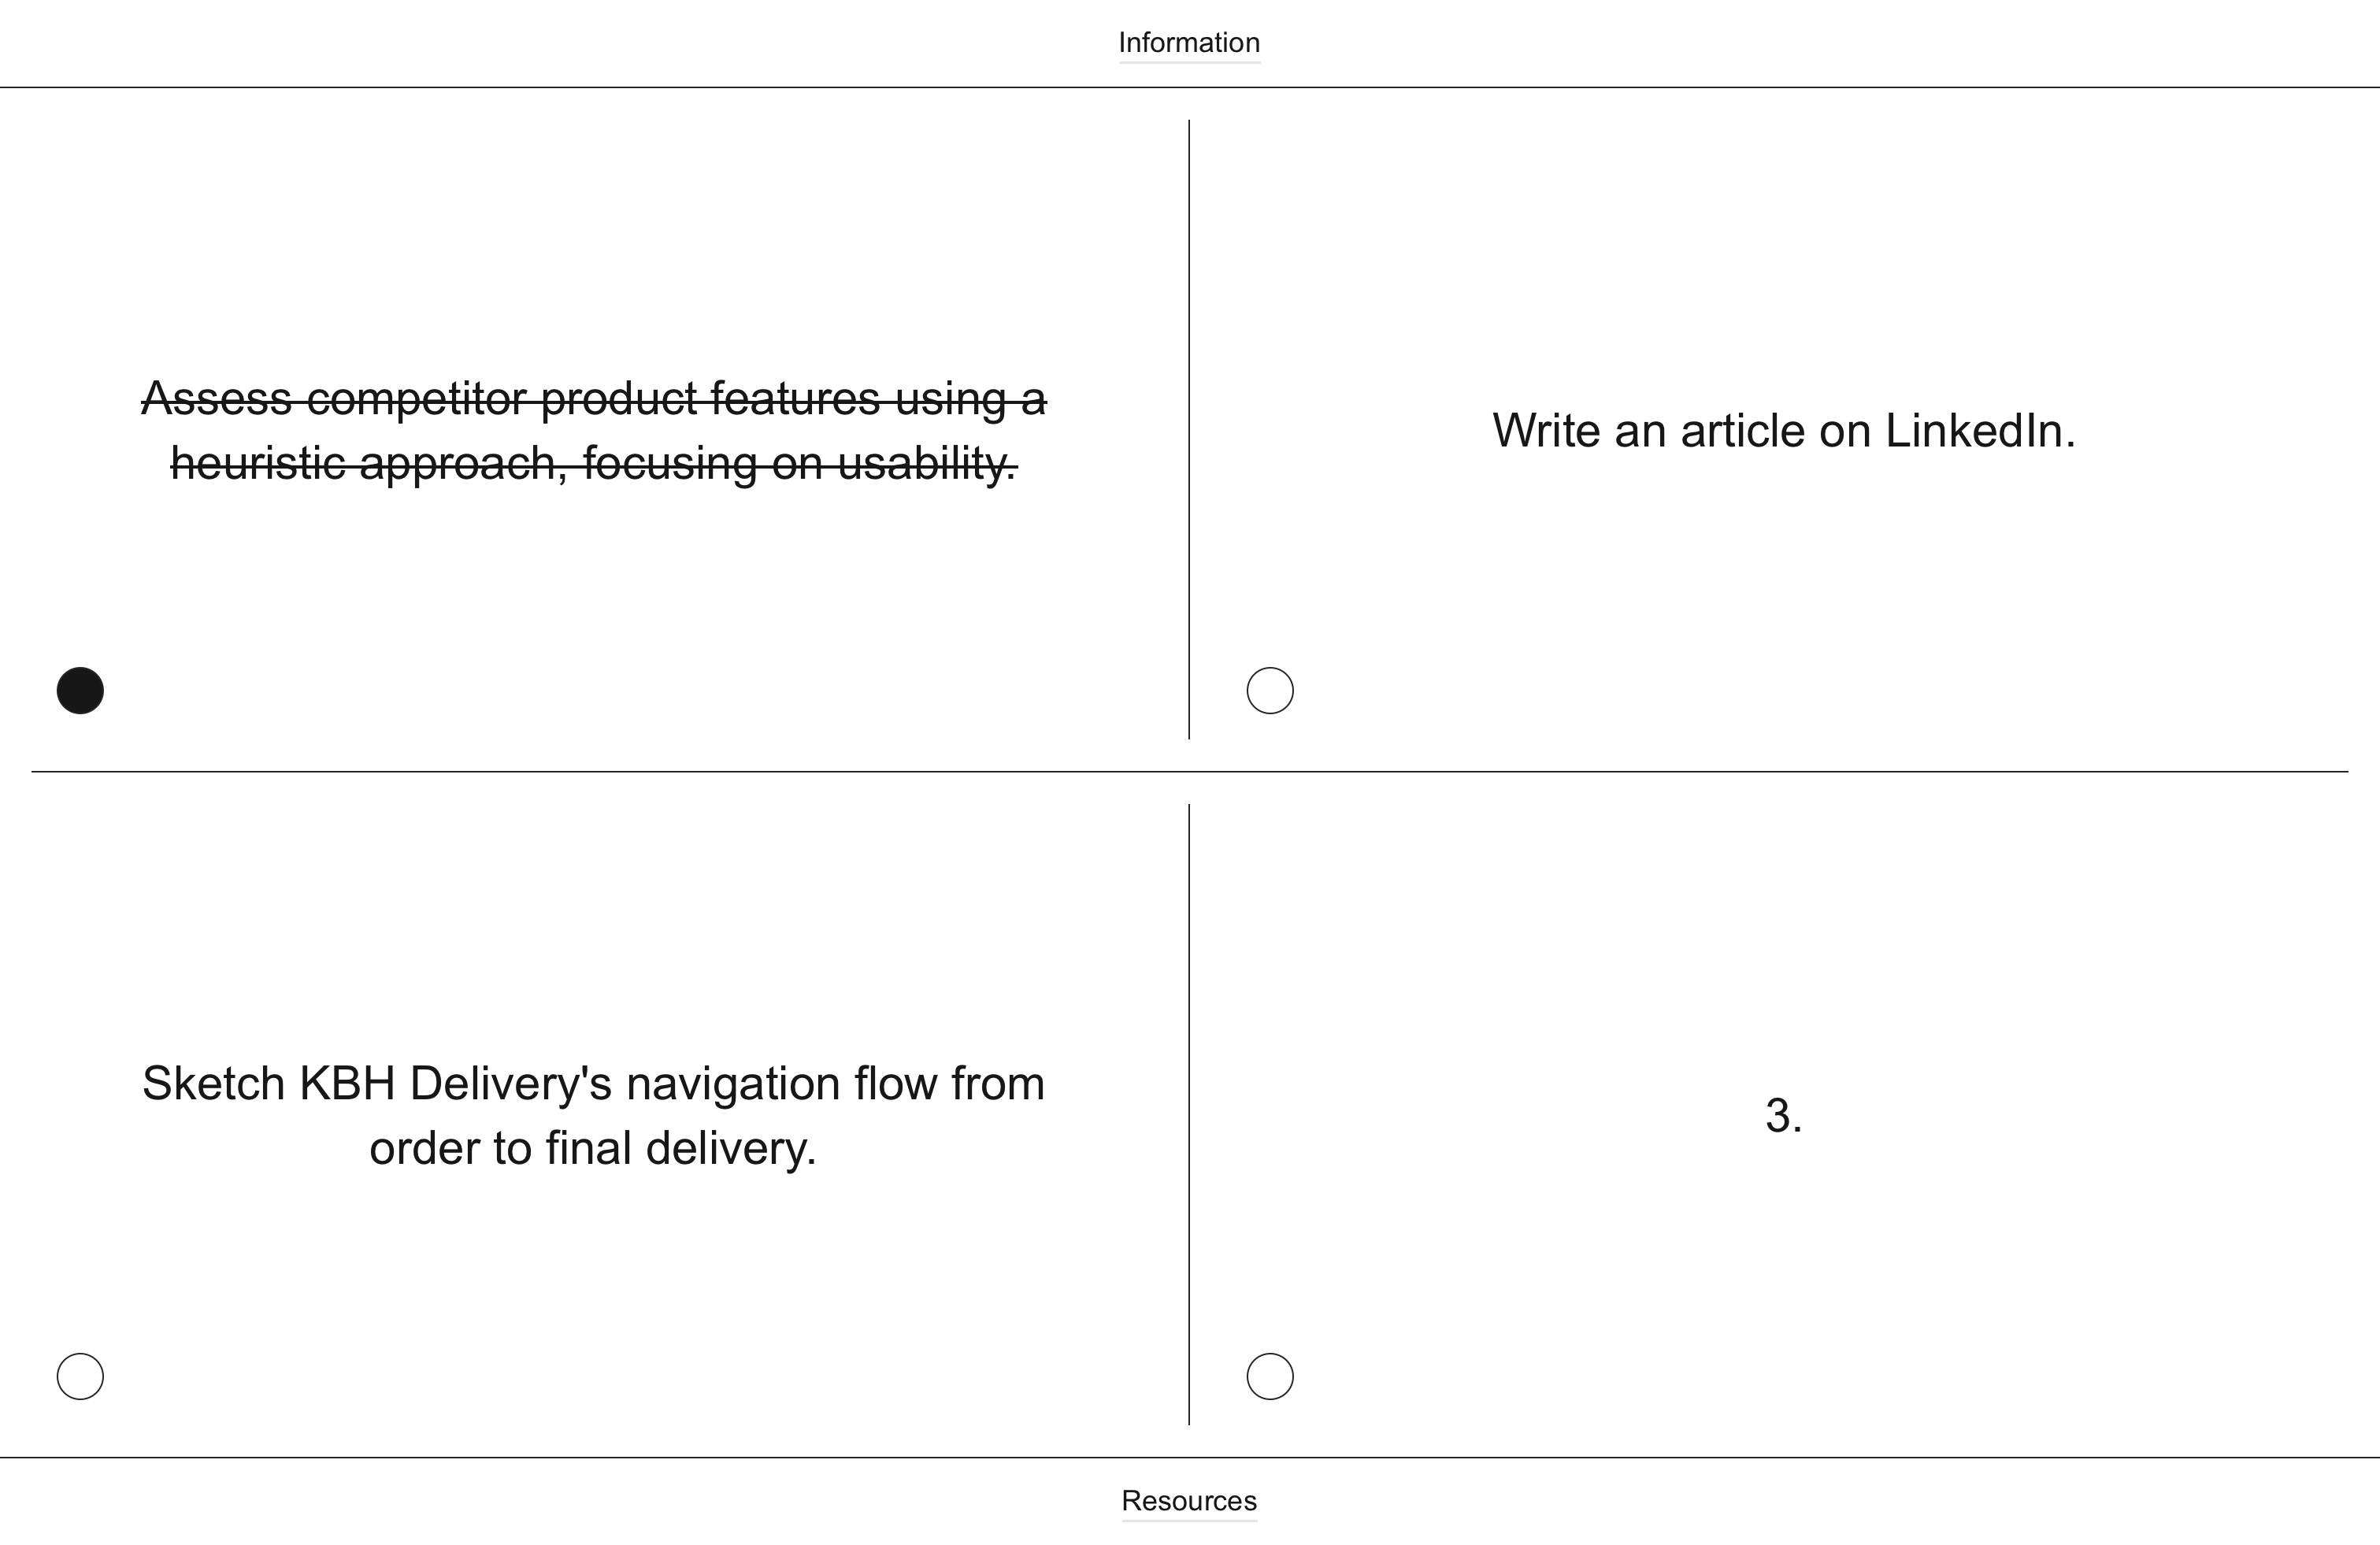 Information
Assess competitor product features using a
heuristic approach, focusing on usability.
Write an article on LinkedIn.
Sketch KBH Delivery's navigation flow from
order to final delivery.
3.
Resources